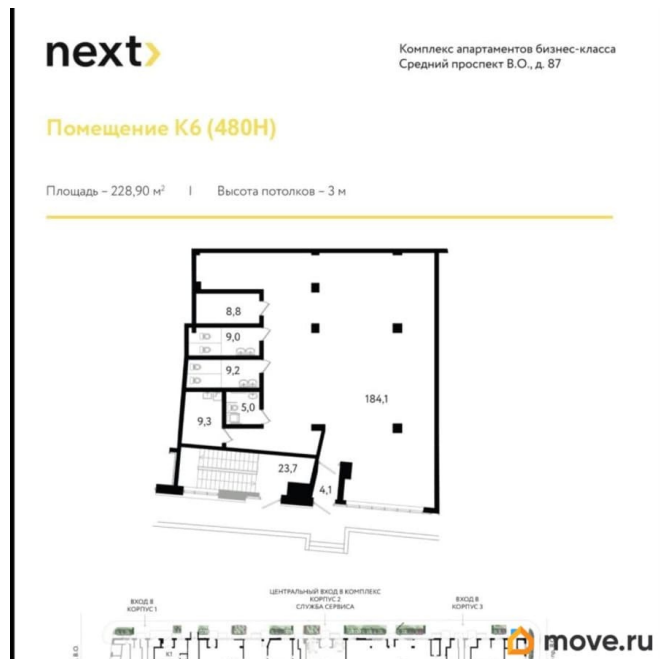 next›
Комплекс апартаментов бизнес-класса
Средний проспект В.О., д. 87
Помещение К6 (480Н)
Площадь – 228,90 м² | Высота потолков – 3 м
8,8
9,0
9,2
184,1
5,0
9,3
23,7
4,1
ЦЕНТРАЛЬНЫЙ ВХОД В КОМПЛЕКС
КОРПУС 2
СЛУЖБА СЕРВИСА
ВХОД В
КОРПУС 1
ВХОД В
КОРПУС 3
К1
move.ru